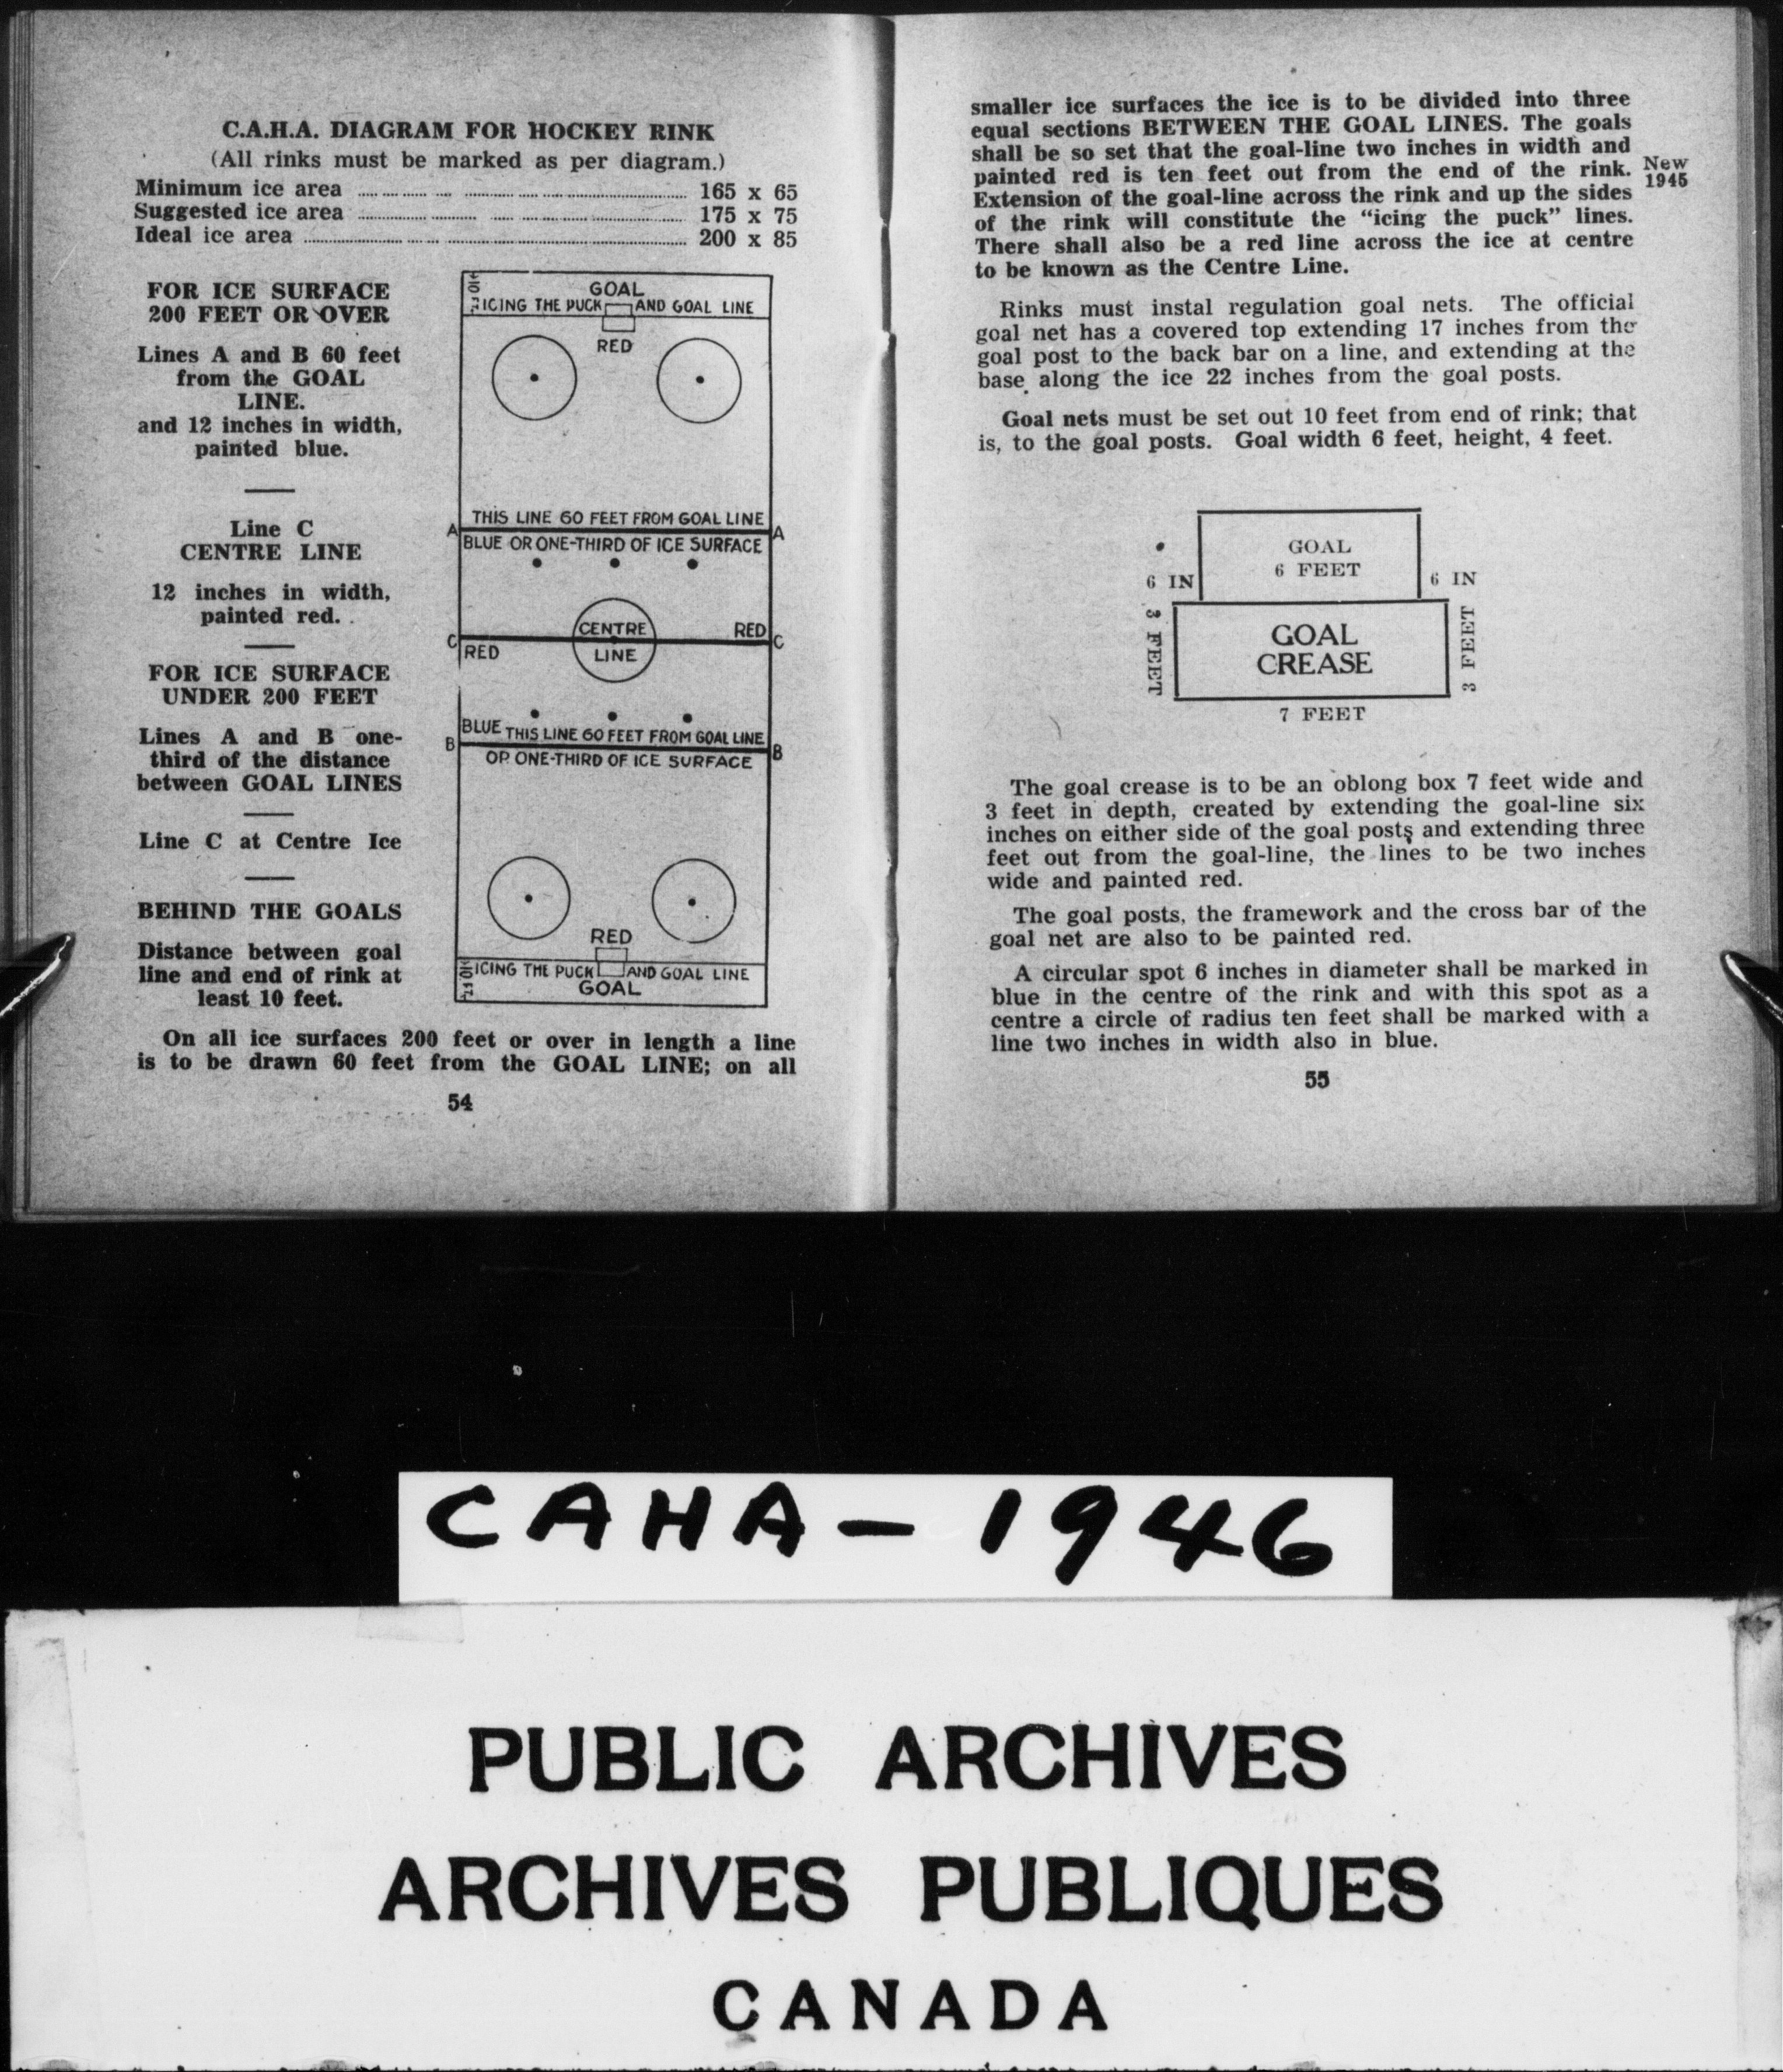 C.A.H.A. DIAGRAM FOR HOCKEY RINK
(All rinks must be marked as per diagram.)
Minimum ice area 165 x 65
Suggested ice area 175 x 75
Ideal ice area 200 x 85
FOR ICE SURFACE
200 FEET OR OVER
Lines A and B 60 feet
from the GOAL
LINE.
and 12 inches in width,
painted blue.
Line C
CENTRE LINE
12 inches in width,
painted red.
FOR ICE SURFACE
UNDER 200 FEET
Lines A and B one-
third of the distance
between GOAL LINES
Line C at Centre Ice
BEHIND THE GOALS
Distance between goal
line and end of rink at
least 10 feet.
10 FT.
GOAL
ICING THE PUCK AND GOAL LINE
RED
THIS LINE 60 FEET FROM GOAL LINE
A A
BLUE OR ONE-THIRD OF ICE SURFACE
CENTRE RED
C C
RED LINE
BLUE THIS LINE 60 FEET FROM GOAL LINE
B B
OR ONE-THIRD OF ICE SURFACE
RED
10 FT.
ICING THE PUCK AND GOAL LINE
GOAL
On all ice surfaces 200 feet or over in length a line
is to be drawn 60 feet from the GOAL LINE; on all
54
smaller ice surfaces the ice is to be divided into three
equal sections BETWEEN THE GOAL LINES. The goals
shall be so set that the goal-line two inches in width and
painted red is ten feet out from the end of the rink.
Extension of the goal-line across the rink and up the sides
of the rink will constitute the “icing the puck” lines.
There shall also be a red line across the ice at centre
to be known as the Centre Line.
New
1945
Rinks must instal regulation goal nets. The official
goal net has a covered top extending 17 inches from the
goal post to the back bar on a line, and extending at the
base along the ice 22 inches from the goal posts.
Goal nets must be set out 10 feet from end of rink; that
is, to the goal posts. Goal width 6 feet, height, 4 feet.
GOAL
6 FEET
6 IN 6 IN
3 FEET
GOAL
CREASE
3 FEET
7 FEET
The goal crease is to be an oblong box 7 feet wide and
3 feet in depth, created by extending the goal-line six
inches on either side of the goal posts and extending three
feet out from the goal-line, the lines to be two inches
wide and painted red.
The goal posts, the framework and the cross bar of the
goal net are also to be painted red.
A circular spot 6 inches in diameter shall be marked in
blue in the centre of the rink and with this spot as a
centre a circle of radius ten feet shall be marked with a
line two inches in width also in blue.
55
CAHA - 1946
PUBLIC ARCHIVES
ARCHIVES PUBLIQUES
CANADA